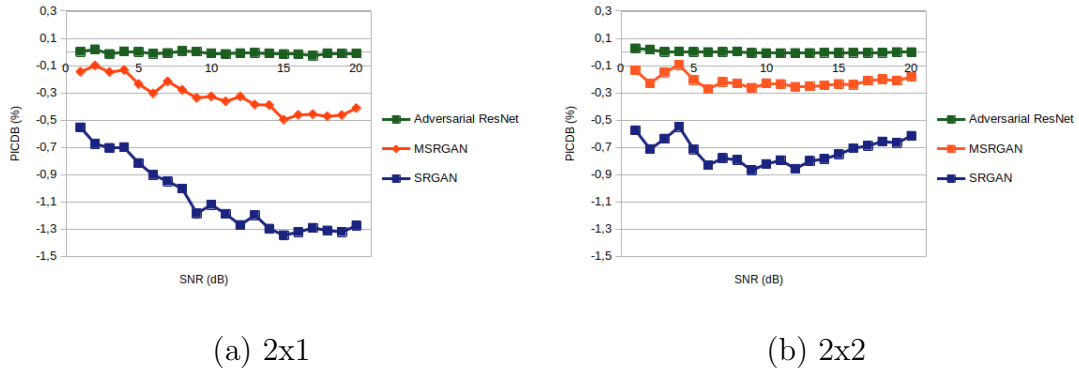 0,3
0,1
-0,1
-0,3
-0,5
-0,7
-0,9
-1,1
-1,3
-1,5
PICDB (%)
0 5 10 15 20
SNR (dB)
Adversarial ResNet
MSRGAN
SRGAN
(a) 2x1
0,3
0,1
-0,1
-0,3
-0,5
-0,7
-0,9
-1,1
-1,3
-1,5
PICDB (%)
0 5 10 15 20
SNR (dB)
Adversarial ResNet
MSRGAN
SRGAN
(b) 2x2